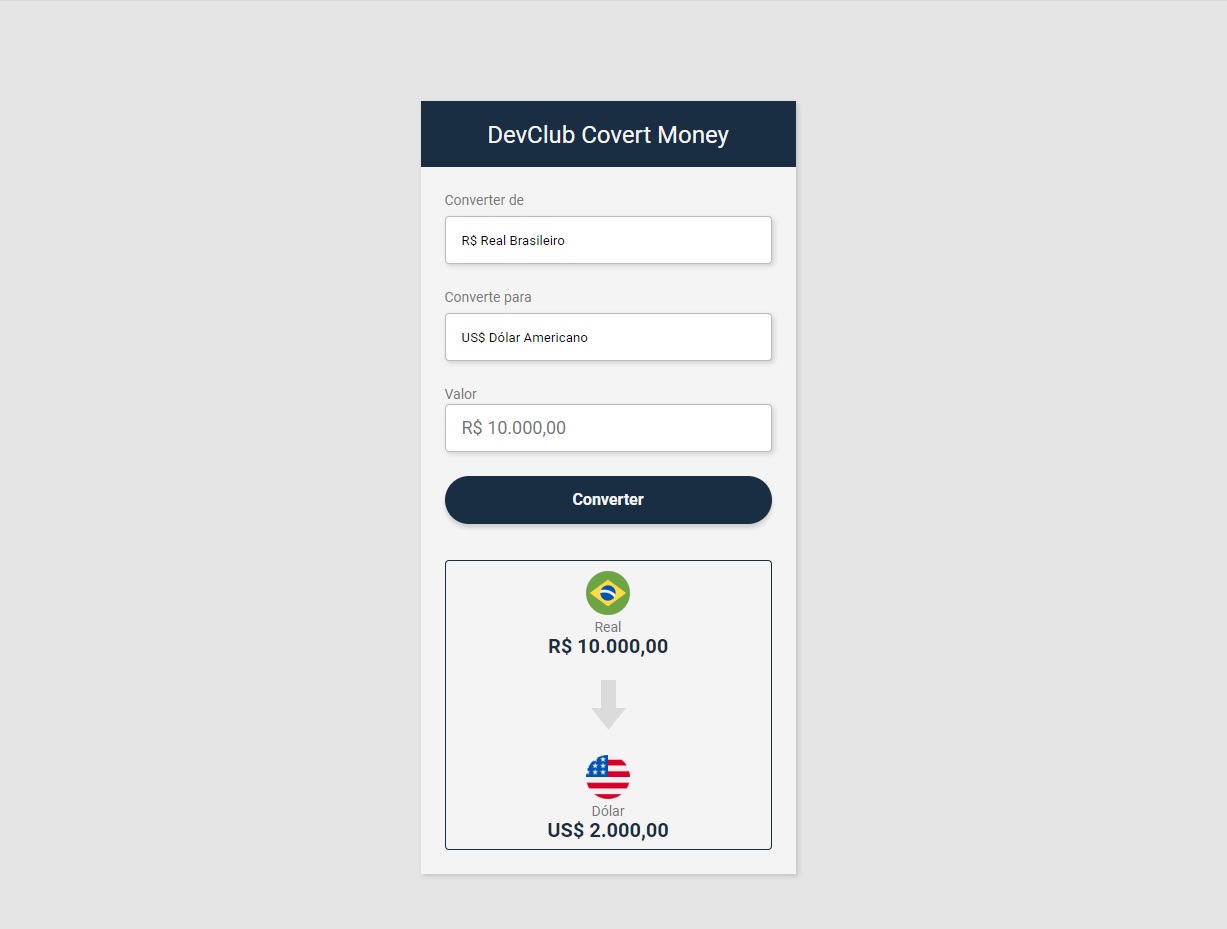 DevClub Covert Money
Converter de
R$ Real Brasileiro
Converte para
US$ Dólar Americano
Valor
R$ 10.000,00
Converter
Real
R$ 10.000,00
Dólar
US$ 2.000,00